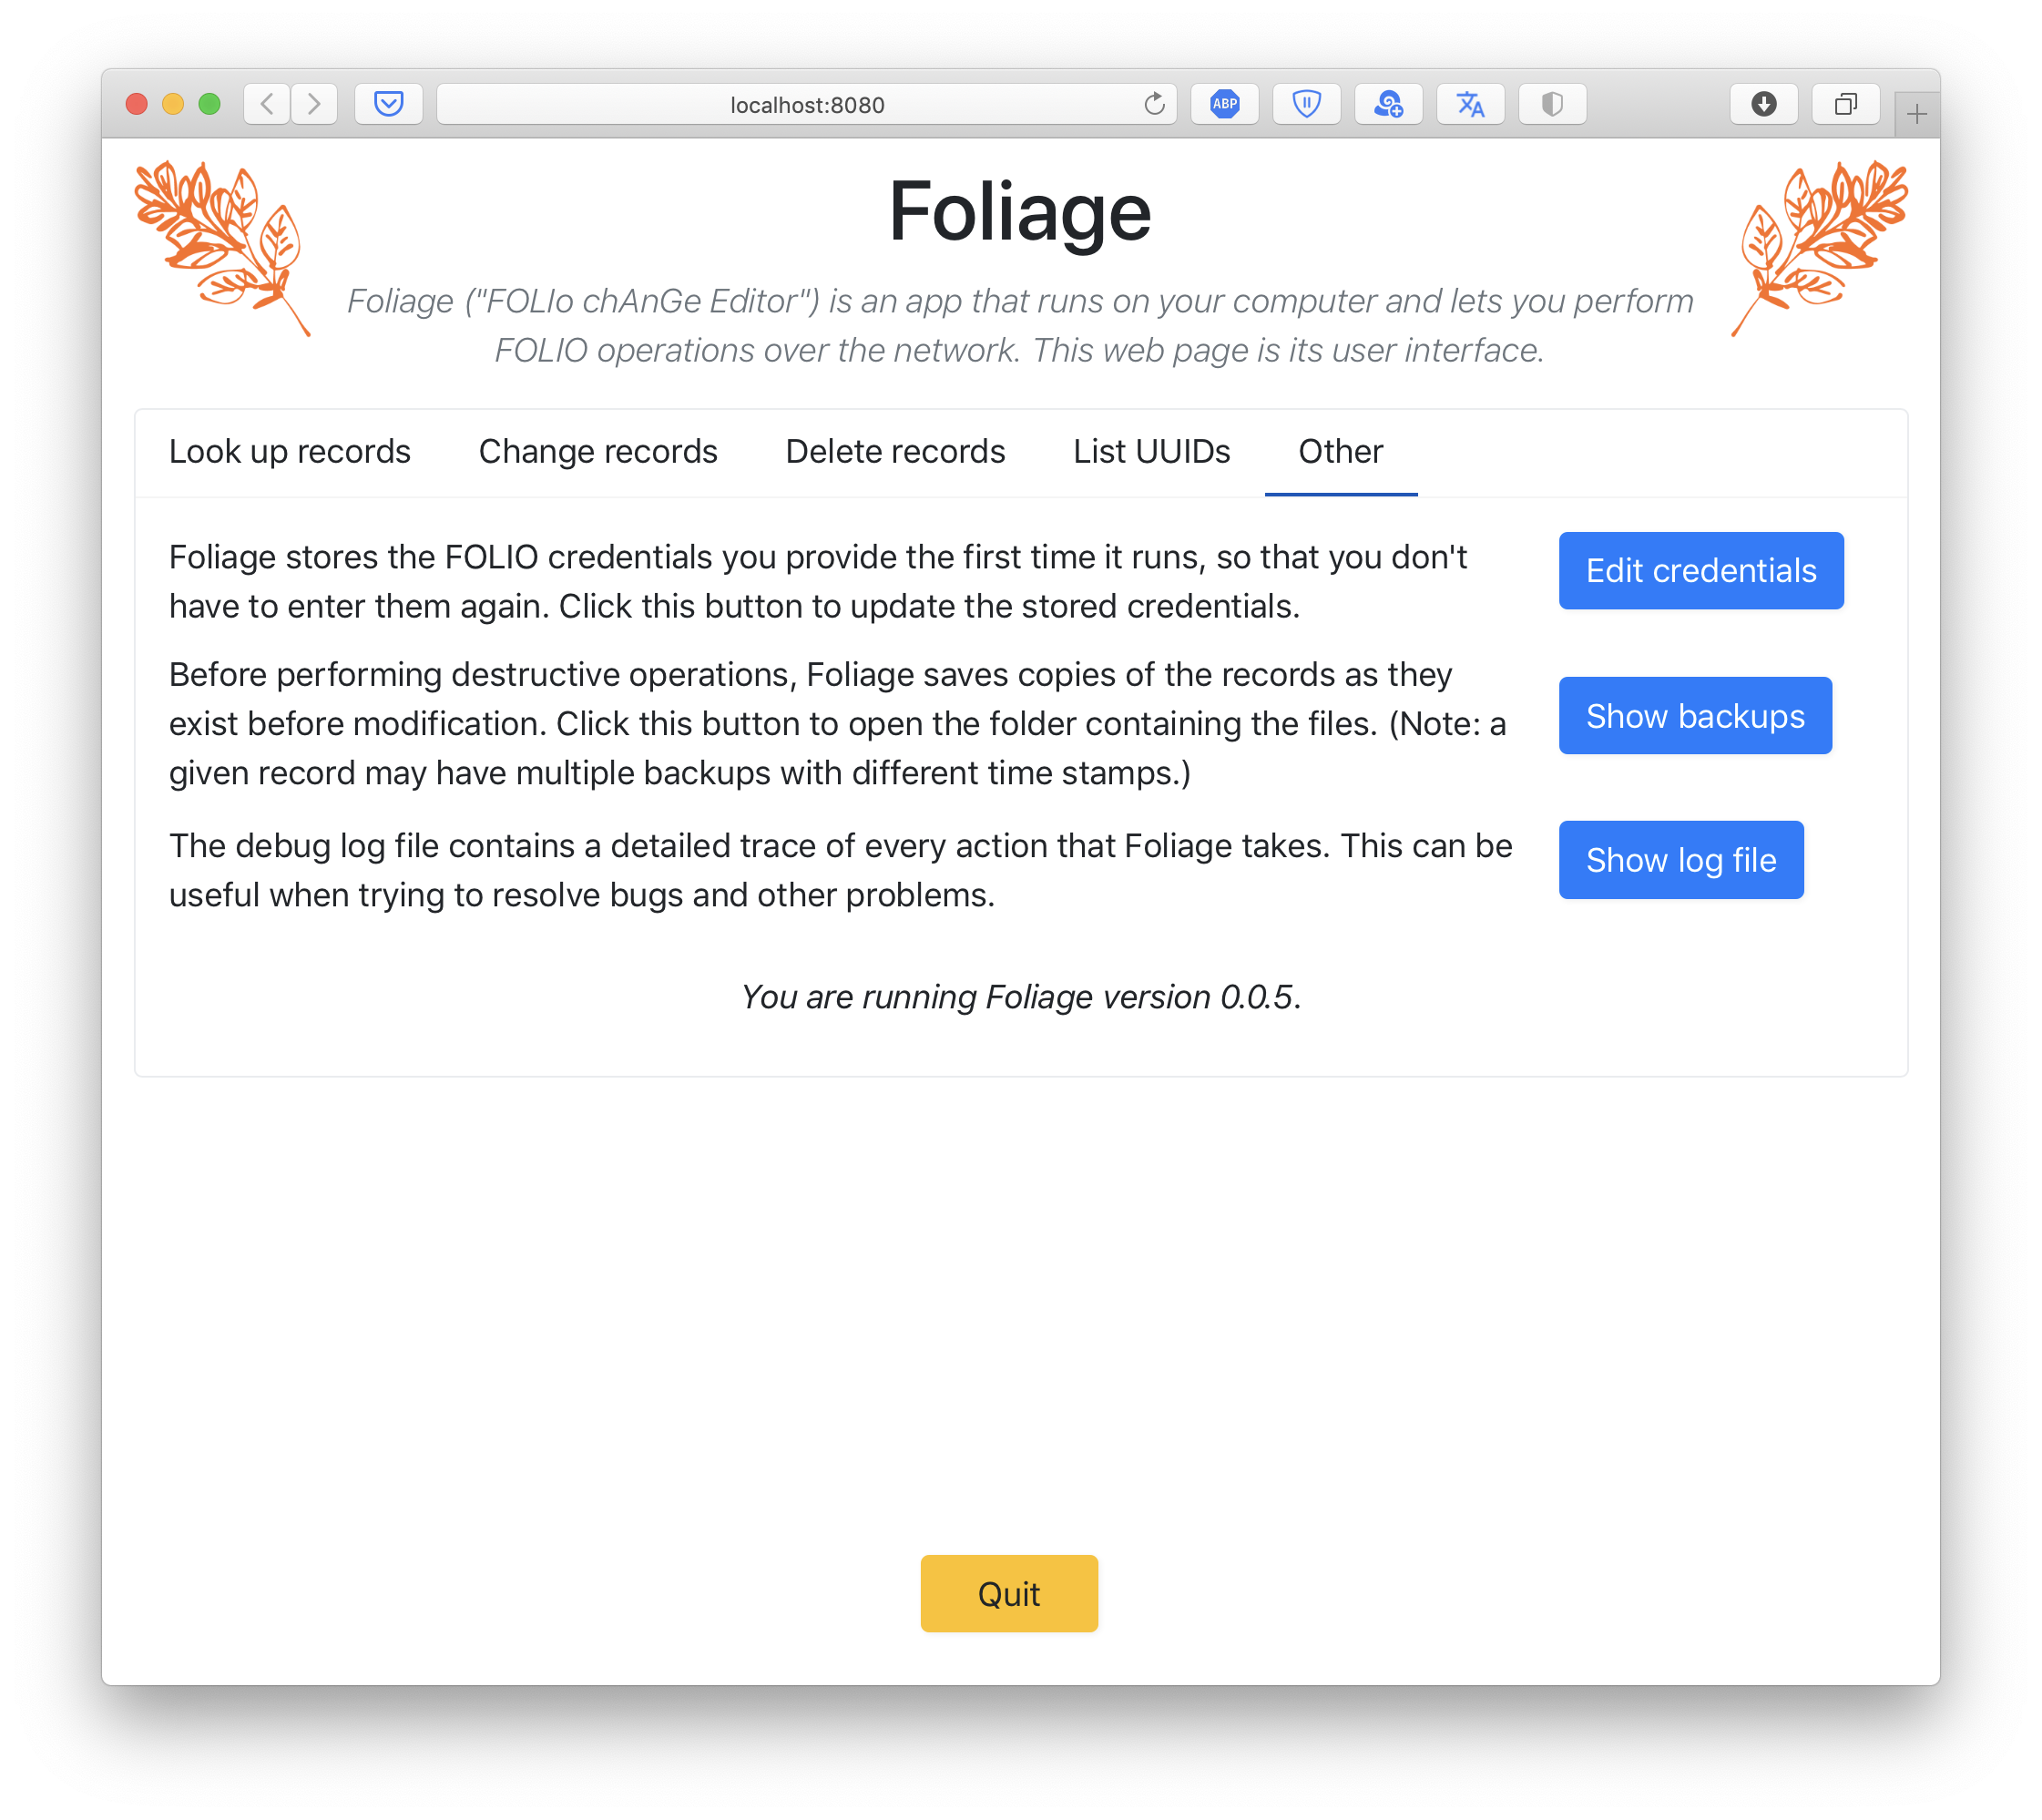 localhost:8080
ABP
Foliage
Foliage ("FOLIo chAnGe Editor") is an app that runs on your computer and lets you perform
FOLIO operations over the network. This web page is its user interface.
Look up records Change records Delete records List UUIDs Other
Foliage stores the FOLIO credentials you provide the first time it runs, so that you don't
have to enter them again. Click this button to update the stored credentials.
Edit credentials
Before performing destructive operations, Foliage saves copies of the records as they
exist before modification. Click this button to open the folder containing the files. (Note: a
given record may have multiple backups with different time stamps.)
Show backups
The debug log file contains a detailed trace of every action that Foliage takes. This can be
useful when trying to resolve bugs and other problems.
Show log file
You are running Foliage version 0.0.5.
Quit